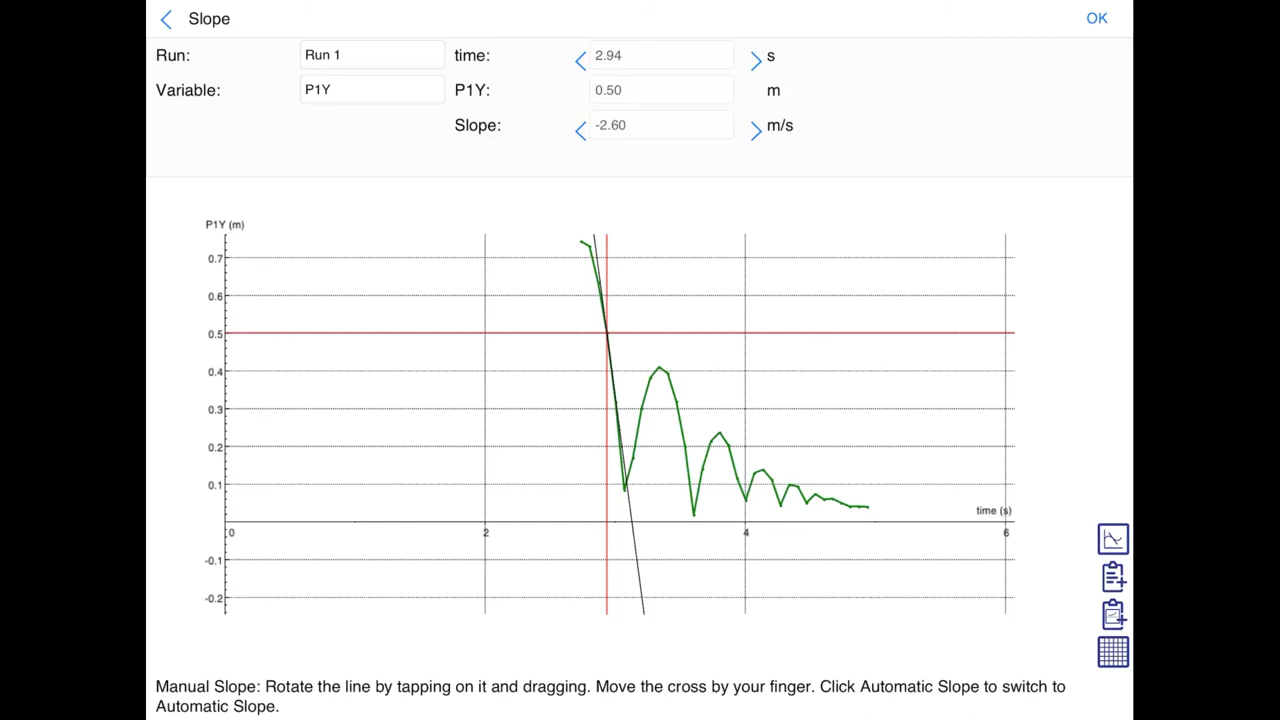 Slope OK
Run: Run 1 time: 2.94 s
Variable: P1Y P1Y: 0.50 m
Slope: -2.60 m/s
P1Y (m)
0.7
0.6
0.5
0.4
0.3
0.2
0.1
time (s)
0 2 4 6
-0.1
-0.2
Manual Slope: Rotate the line by tapping on it and dragging. Move the cross by your finger. Click Automatic Slope to switch to
Automatic Slope.